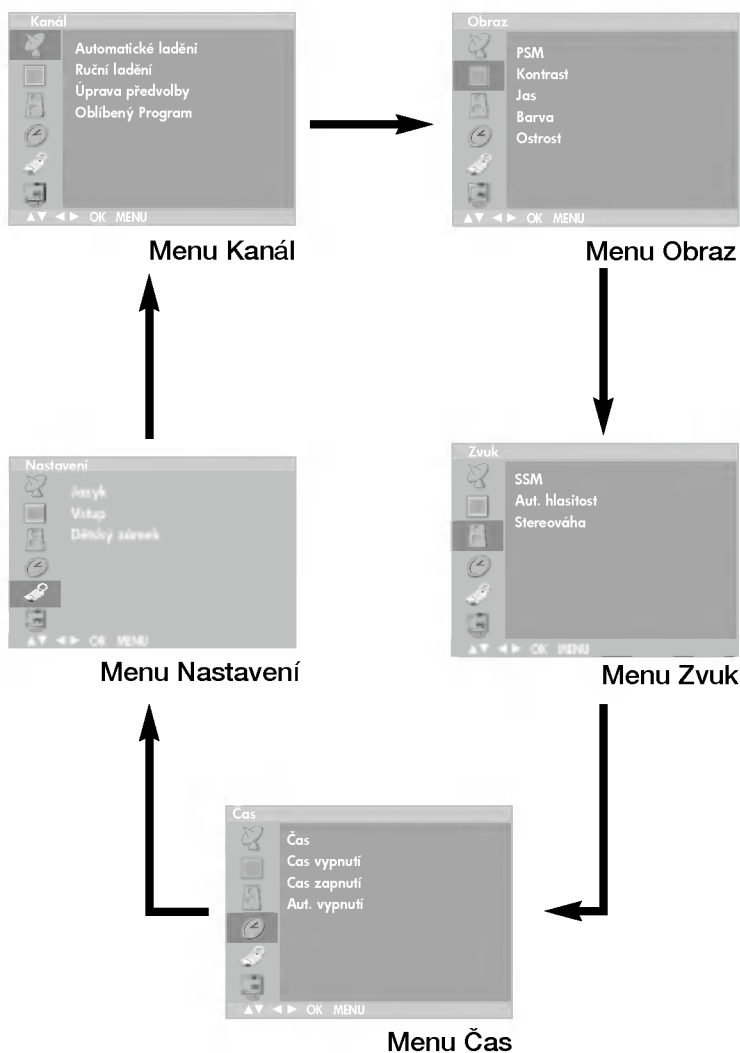 Kanál
Automatické ladění
Ruční ladění
Úprava předvolby
Oblíbený Program
▲▼ ◄► OK MENU
Menu Kanál
Obraz
PSM
Kontrast
Jas
Barva
Ostrost
▲▼ ◄► OK MENU
Menu Obraz
Nastavení
Jazyk
Vstup
Dětský zámek
▲▼ ◄► OK MENU
Menu Nastavení
Zvuk
SSM
Aut. hlasitost
Stereováha
▲▼ ◄► OK MENU
Menu Zvuk
Čas
Čas
Cas vypnutí
Cas zapnutí
Aut. vypnutí
▲▼ ◄► OK MENU
Menu Čas